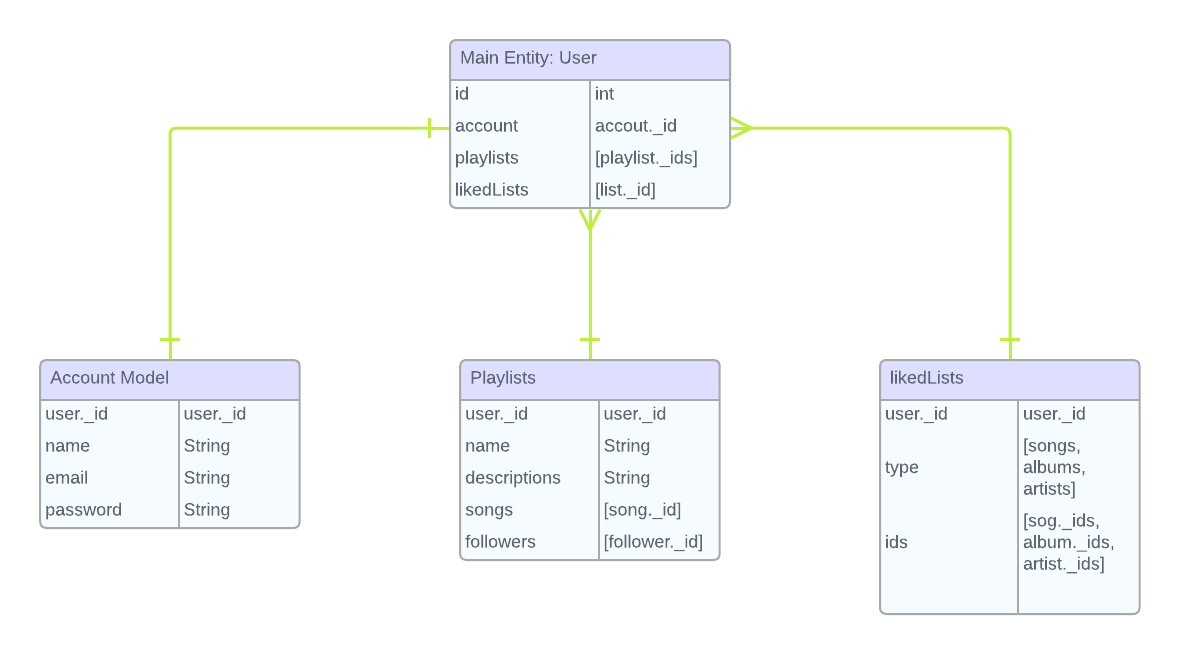 Main Entity: User
id int
account accout._id
playlists [playlist._ids]
likedLists [list._id]
Account Model
user._id user._id
name String
email String
password String
Playlists
user._id user._id
name String
descriptions String
songs [song._id]
followers [follower._id]
likedLists
user._id user._id
type [songs,
albums,
artists]
ids [sog._ids,
album._ids,
artist._ids]